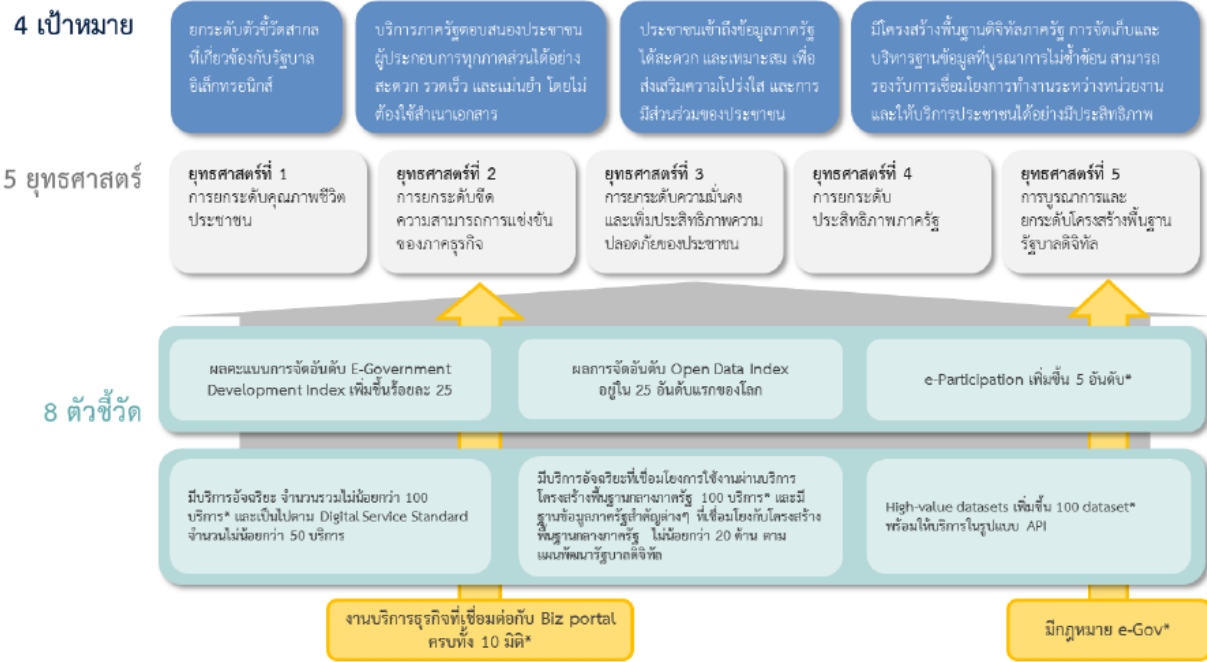 4 เป้าหมาย
ยกระดับตัวชี้วัดสากล
ที่เกี่ยวข้องกับรัฐบาล
อิเล็กทรอนิกส์
บริการภาครัฐตอบสนองประชาชน
ผู้ประกอบการทุกภาคส่วนได้อย่าง
สะดวก รวดเร็ว และแม่นยำ โดยไม่
ต้องใช้สำเนาเอกสาร
ประชาชนเข้าถึงข้อมูลภาครัฐ
ได้สะดวก และเหมาะสม เพื่อ
ส่งเสริมความโปร่งใส และการ
มีส่วนร่วมของประชาชน
มีโครงสร้างพื้นฐานดิจิทัลภาครัฐ การจัดเก็บและ
บริหารฐานข้อมูลที่บูรณาการไม่ซ้ำซ้อน สามารถ
รองรับการเชื่อมโยงการทำงานระหว่างหน่วยงาน
และให้บริการประชาชนได้อย่างมีประสิทธิภาพ
5 ยุทธศาสตร์
ยุทธศาสตร์ที่ 1
การยกระดับคุณภาพชีวิต
ประชาชน
ยุทธศาสตร์ที่ 2
การยกระดับขีด
ความสามารถการแข่งขัน
ของภาคธุรกิจ
ยุทธศาสตร์ที่ 3
การยกระดับความมั่นคง
และเพิ่มประสิทธิภาพความ
ปลอดภัยของประชาชน
ยุทธศาสตร์ที่ 4
การยกระดับ
ประสิทธิภาพภาครัฐ
ยุทธศาสตร์ที่ 5
การบูรณาการและ
ยกระดับโครงสร้างพื้นฐาน
รัฐบาลดิจิทัล
8 ตัวชี้วัด
ผลคะแนนการจัดอันดับ E-Government
Development Index เพิ่มขึ้นร้อยละ 25
ผลการจัดอันดับ Open Data Index
อยู่ใน 25 อันดับแรกของโลก
e-Participation เพิ่มขึ้น 5 อันดับ*
มีบริการอัจฉริยะ จำนวนรวมไม่น้อยกว่า 100
บริการ* และเป็นไปตาม Digital Service Standard
จำนวนไม่น้อยกว่า 50 บริการ
มีบริการอัจฉริยะที่เชื่อมโยงการใช้งานผ่านบริการ
โครงสร้างพื้นฐานกลางภาครัฐ 100 บริการ* และมี
ฐานข้อมูลภาครัฐสำคัญต่างๆ ที่เชื่อมโยงกับโครงสร้าง
พื้นฐานกลางภาครัฐ ไม่น้อยกว่า 20 ด้าน ตาม
แผนพัฒนารัฐบาลดิจิทัล
High-value datasets เพิ่มขึ้น 100 dataset*
พร้อมให้บริการในรูปแบบ API
งานบริการธุรกิจที่เชื่อมต่อกับ Biz portal
ครบทั้ง 10 มิติ*
มีกฎหมาย e-Gov*